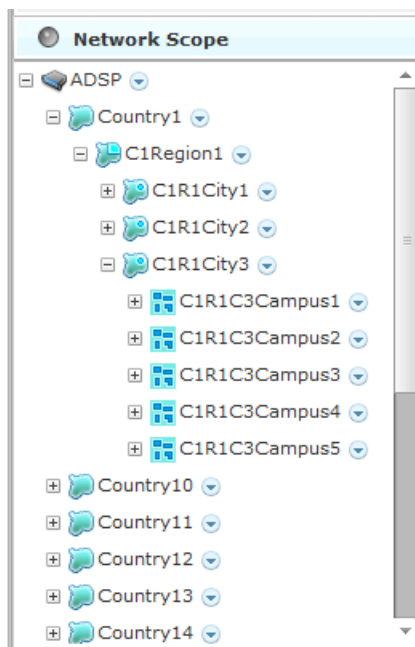 Network Scope
ADSP
Country1
C1Region1
C1R1City1
C1R1City2
C1R1City3
C1R1C3Campus1
C1R1C3Campus2
C1R1C3Campus3
C1R1C3Campus4
C1R1C3Campus5
Country10
Country11
Country12
Country13
Country14